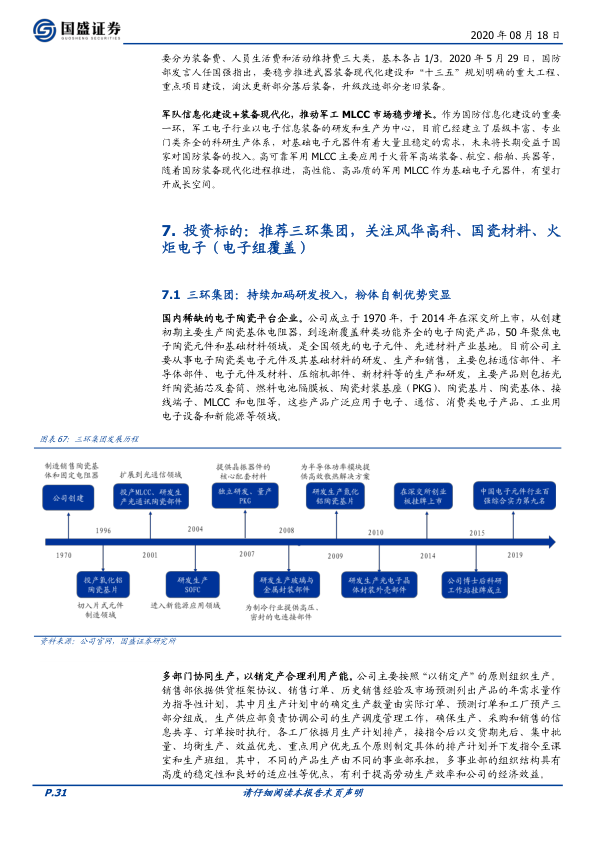 国盛证券
GUOSHENG SECURITIES
2020 年 08 月 18 日
要分为装备费、人员生活费和活动维持费三大类，基本各占 1/3。2020 年 5 月 29 日，国防
部发言人任国强指出，要稳步推进武器装备现代化建设和“十三五”规划明确的重大工程、
重点项目建设，淘汰更新部分落后装备，升级改造部分老旧装备。
军队信息化建设+装备现代化，推动军工 MLCC 市场稳步增长。作为国防信息化建设的重要
一环，军工电子行业以电子信息装备的研发和生产为中心，目前已经建立了层级丰富、专业
门类齐全的科研生产体系，对基础电子元器件有着大量且稳定的需求，未来将长期受益于国
家对国防装备的投入。高可靠军用 MLCC 主要应用于火箭军高端装备、航空、船舶、兵器等，
随着国防装备现代化进程推进，高性能、高品质的军用 MLCC 作为基础电子元器件，有望打
开成长空间。
7. 投资标的：推荐三环集团，关注风华高科、国瓷材料、火
炬电子（电子组覆盖）
7.1 三环集团：持续加码研发投入，粉体自制优势突显
国内稀缺的电子陶瓷平台企业。公司成立于 1970 年，于 2014 年在深交所上市，从创建
初期主要生产陶瓷基体电阻器，到逐渐覆盖种类功能齐全的电子陶瓷产品，50 年聚焦电
子陶瓷元件和基础材料领域，是全国领先的电子元件、先进材料产业基地。目前公司主
要从事电子陶瓷类电子元件及其基础材料的研发、生产和销售，主要包括通信部件、半
导体部件、电子元件及材料、压缩机部件、新材料等的生产和研发，主要产品则包括光
纤陶瓷插芯及套筒、燃料电池隔膜板、陶瓷封装基座（PKG）、陶瓷基片、陶瓷基体、接
线端子、MLCC 和电阻等，这些产品广泛应用于电子、通信、消费类电子产品、工业用
电子设备和新能源等领域。
图表 67：三环集团发展历程
制造销售陶瓷基
体和固定电阻器
公司创建
扩展到光通信领域
投产MLCC、研发生
产光通讯陶瓷部件
提供晶振器件的
核心配套材料
独立研发、量产
PKG
为半导体功率模块提
供高效散热解决方案
研发生产氮化
铝陶瓷基片
在深交所创业
板挂牌上市
中国电子元件行业百
强综合实力第九名
1996
2004
2008
2010
2015
1970
2001
2007
2009
2014
2019
投产氧化铝
陶瓷基片
切入片式元件
制造领域
研发生产
SOFC
进入新能源应用领域
研发生产玻璃与
金属封装部件
为制冷行业提供高压、
密封的电连接部件
研发生产光电子晶
体封装外壳部件
公司博士后科研
工作站挂牌成立
资料来源：公司官网，国盛证券研究所
多部门协同生产，以销定产合理利用产能。公司主要按照“以销定产”的原则组织生产。
销售部依据供货框架协议、销售订单、历史销售经验及市场预测列出产品的年需求量作
为指导性计划，其中月生产计划中的确定生产数量由实际订单、预测订单和工厂预产三
部分组成。生产供应部负责协调公司的生产调度管理工作，确保生产、采购和销售的信
息共享、订单按时执行。各工厂依据月生产计划排产，接指令后以交货期先后、集中批
量、均衡生产、效益优先、重点用户优先五个原则制定具体的排产计划并下发指令至课
室和生产班组。其中，不同的产品生产由不同的事业部承担，多事业部的组织结构具有
高度的稳定性和良好的适应性等优点，有利于提高劳动生产效率和公司的经济效益。
P.31
请仔细阅读本报告末页声明